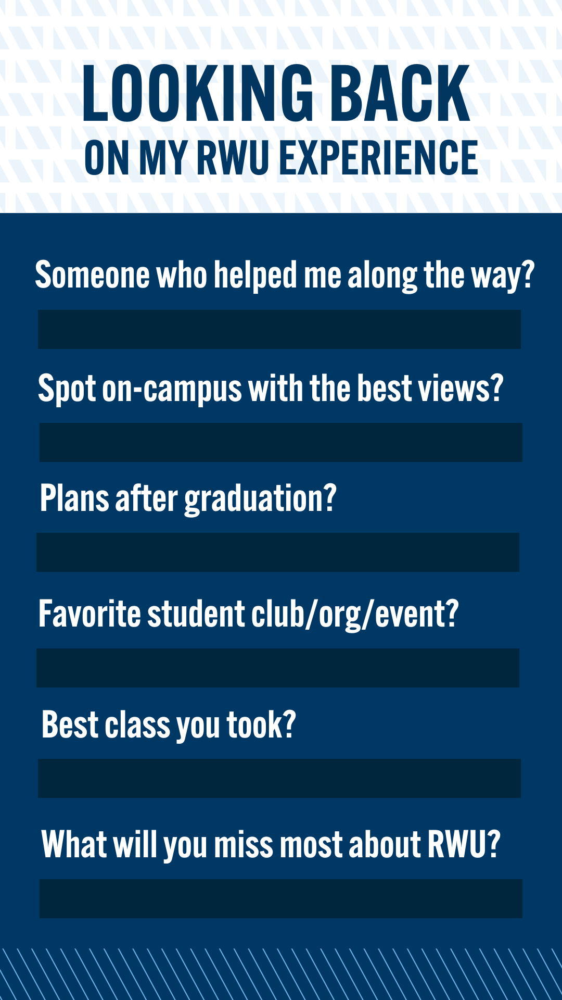 LOOKING BACK
ON MY RWU EXPERIENCE
Someone who helped me along the way?
Spot on-campus with the best views?
Plans after graduation?
Favorite student club/org/event?
Best class you took?
What will you miss most about RWU?